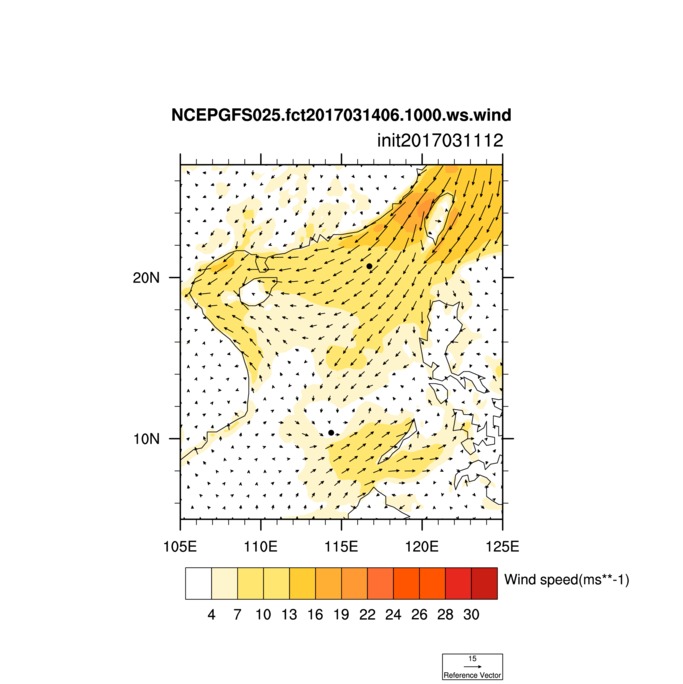 NCEPGFS025.fct2017031406.1000.ws.wind
init2017031112
20N
10N
105E 110E 115E 120E 125E
Wind speed(ms**-1)
4 7 10 13 16 19 22 24 26 28 30
15
Reference Vector